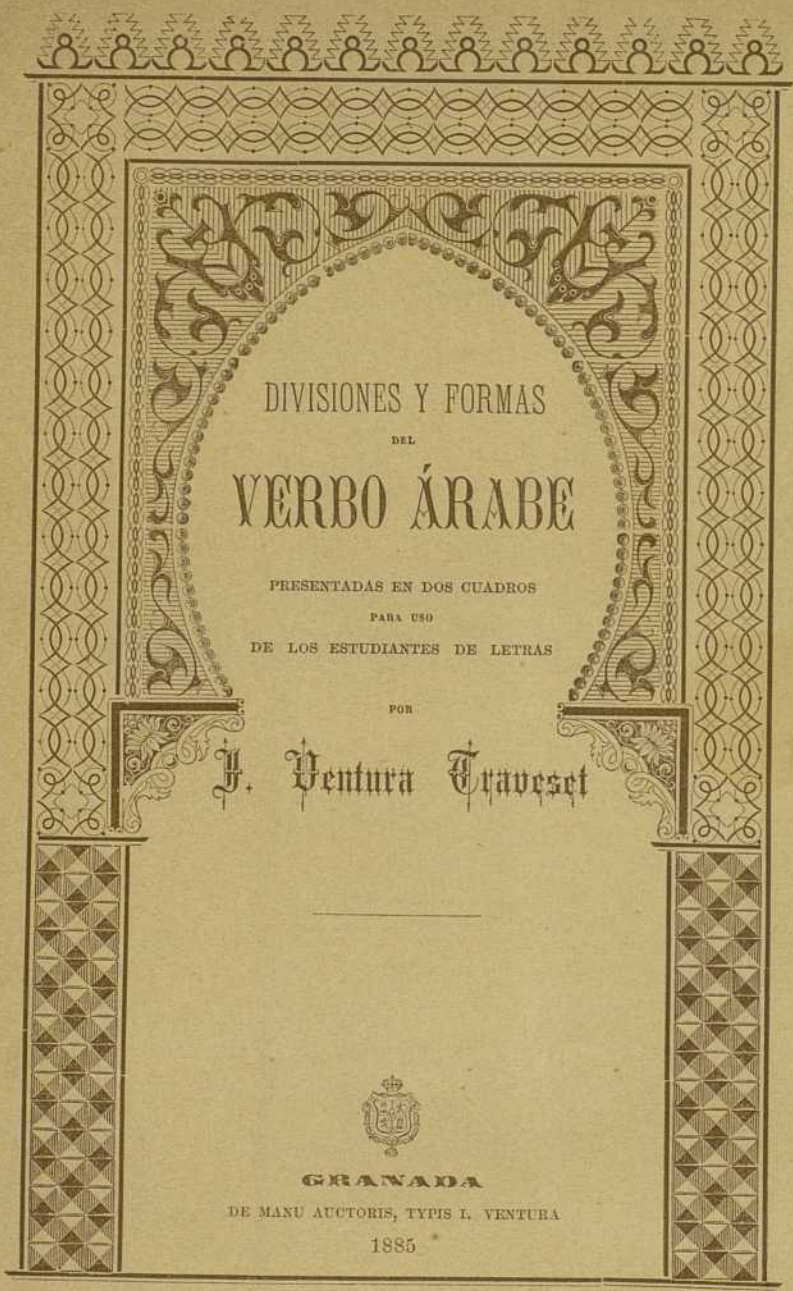 DIVISIONES Y FORMAS
DEL
VERBO ÁRABE
PRESENTADAS EN DOS CUADROS
PARA USO
DE LOS ESTUDIANTES DE LETRAS
POR
J. Ventura Traveset
GRANADA
DE MANU AUCTORIS, TYPIS I. VENTURA
1885